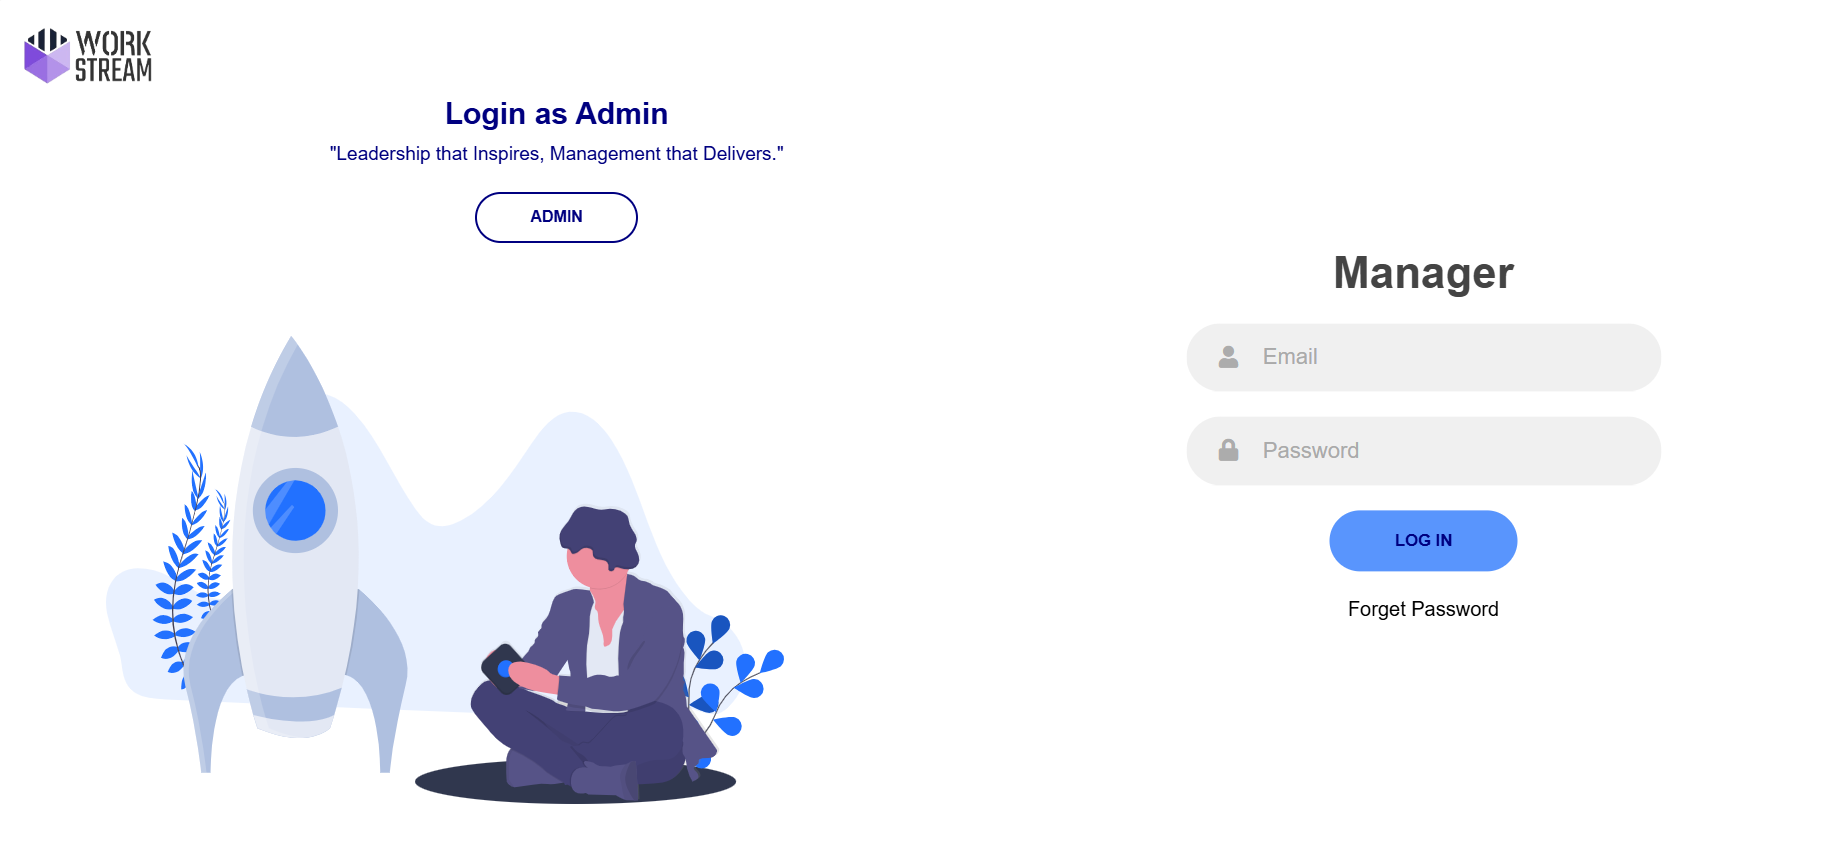 WORK
STREAM
Login as Admin
"Leadership that Inspires, Management that Delivers."
ADMIN
Manager
Email
Password
LOG IN
Forget Password